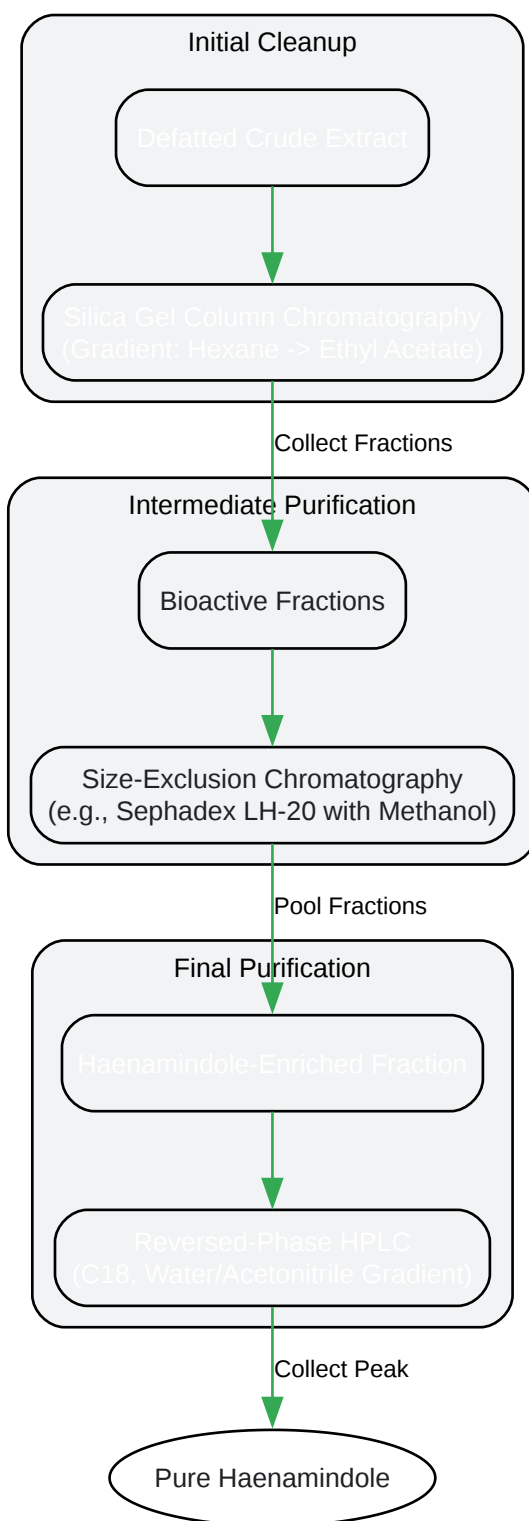 Initial Cleanup
Defatted Crude Extract
Silica Gel Column Chromatography
(Gradient: Hexane -> Ethyl Acetate)
Collect Fractions
Intermediate Purification
Bioactive Fractions
Size-Exclusion Chromatography
(e.g., Sephadex LH-20 with Methanol)
Pool Fractions
Final Purification
Haenamindole-Enriched Fraction
Reversed-Phase HPLC
(C18, Water/Acetonitrile Gradient)
Collect Peak
Pure Haenamindole